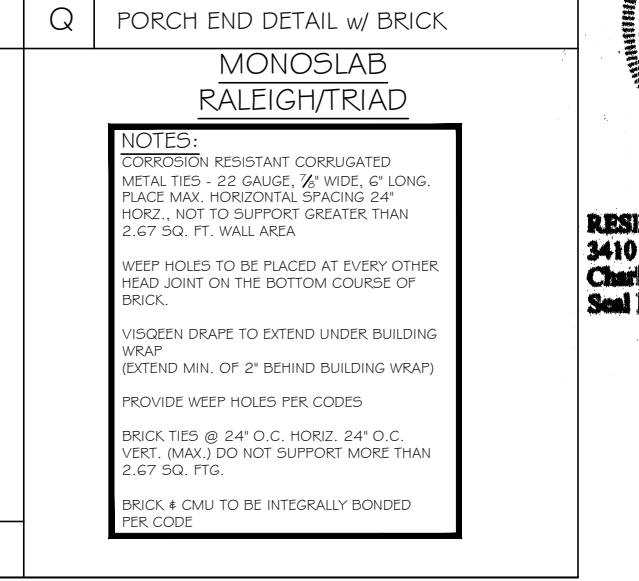 Q PORCH END DETAIL w/ BRICK
MONOSLAB
RALEIGH/TRIAD
NOTES:
CORROSION RESISTANT CORRUGATED
METAL TIES - 22 GAUGE, 7/8" WIDE, 6" LONG.
PLACE MAX. HORIZONTAL SPACING 24"
HORZ., NOT TO SUPPORT GREATER THAN
2.67 SQ. FT. WALL AREA
WEEP HOLES TO BE PLACED AT EVERY OTHER
HEAD JOINT ON THE BOTTOM COURSE OF
BRICK.
VISQEEN DRAPE TO EXTEND UNDER BUILDING
WRAP
(EXTEND MIN. OF 2" BEHIND BUILDING WRAP)
PROVIDE WEEP HOLES PER CODES
BRICK TIES @ 24" O.C. HORIZ. 24" O.C.
VERT. (MAX.) DO NOT SUPPORT MORE THAN
2.67 SQ. FTG.
BRICK & CMU TO BE INTEGRALLY BONDED
PER CODE
RESI
3410
Charl
Seal